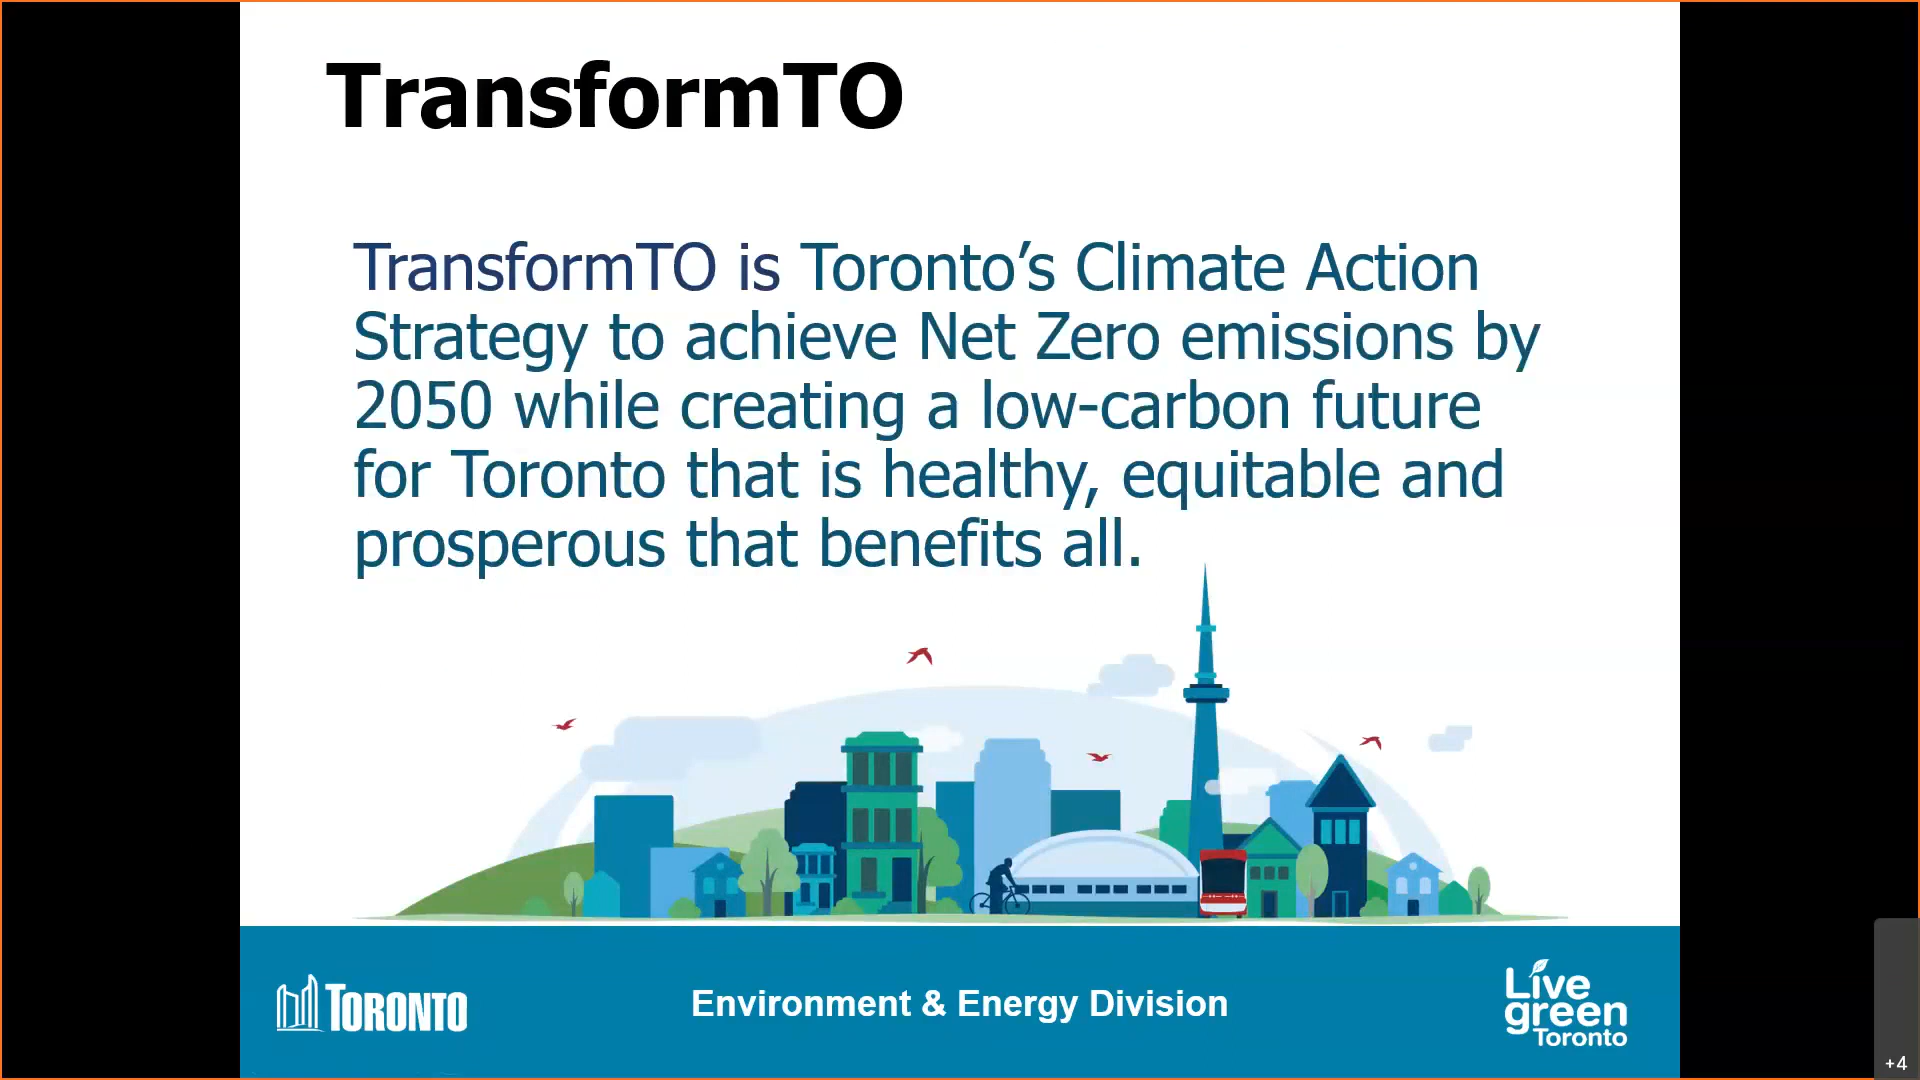 TransformTO
TransformTO is Toronto’s Climate Action
Strategy to achieve Net Zero emissions by
2050 while creating a low-carbon future
for Toronto that is healthy, equitable and
prosperous that benefits all.
TORONTO
Environment & Energy Division
Live
green
Toronto
+4